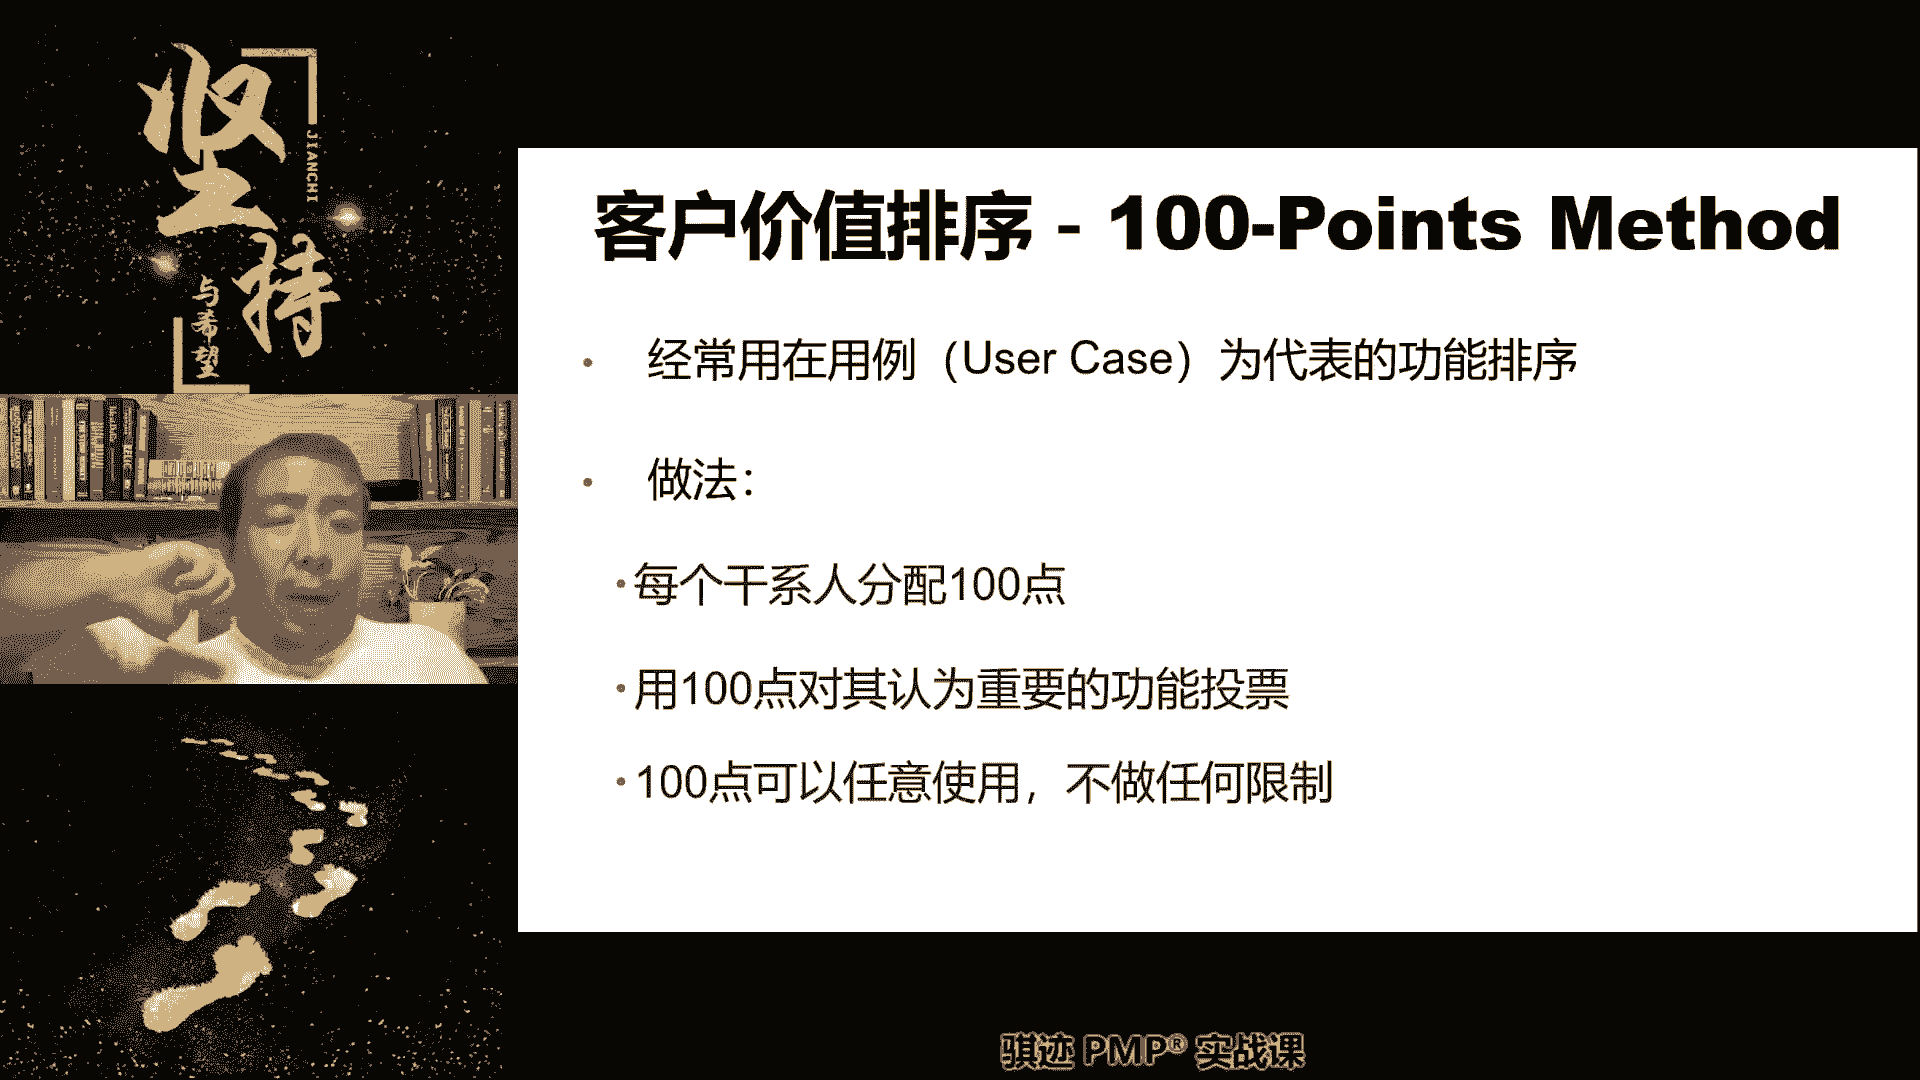 坚持
JIANCHI
与希望
客户价值排序 - 100-Points Method
• 经常用在用例（User Case）为代表的功能排序
• 做法：
• 每个干系人分配100点
• 用100点对其认为重要的功能投票
• 100点可以任意使用，不做任何限制
骐迹 PMP® 实战课